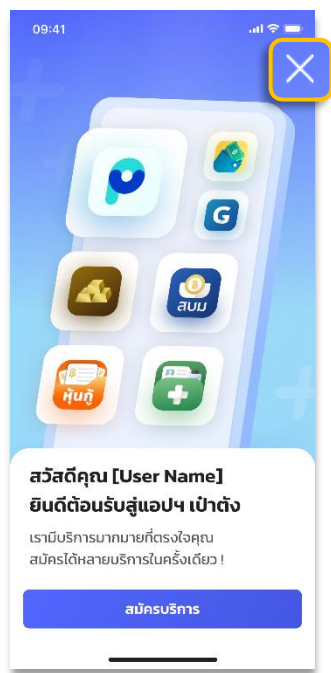 09:41
G
สบม
หุ้นกู้
สวัสดีคุณ [User Name]
ยินดีต้อนรับสู่แอปฯ เป๋าตัง
เรามีบริการมากมายที่ตรงใจคุณ
สมัครได้หลายบริการในครั้งเดียว !
สมัครบริการ